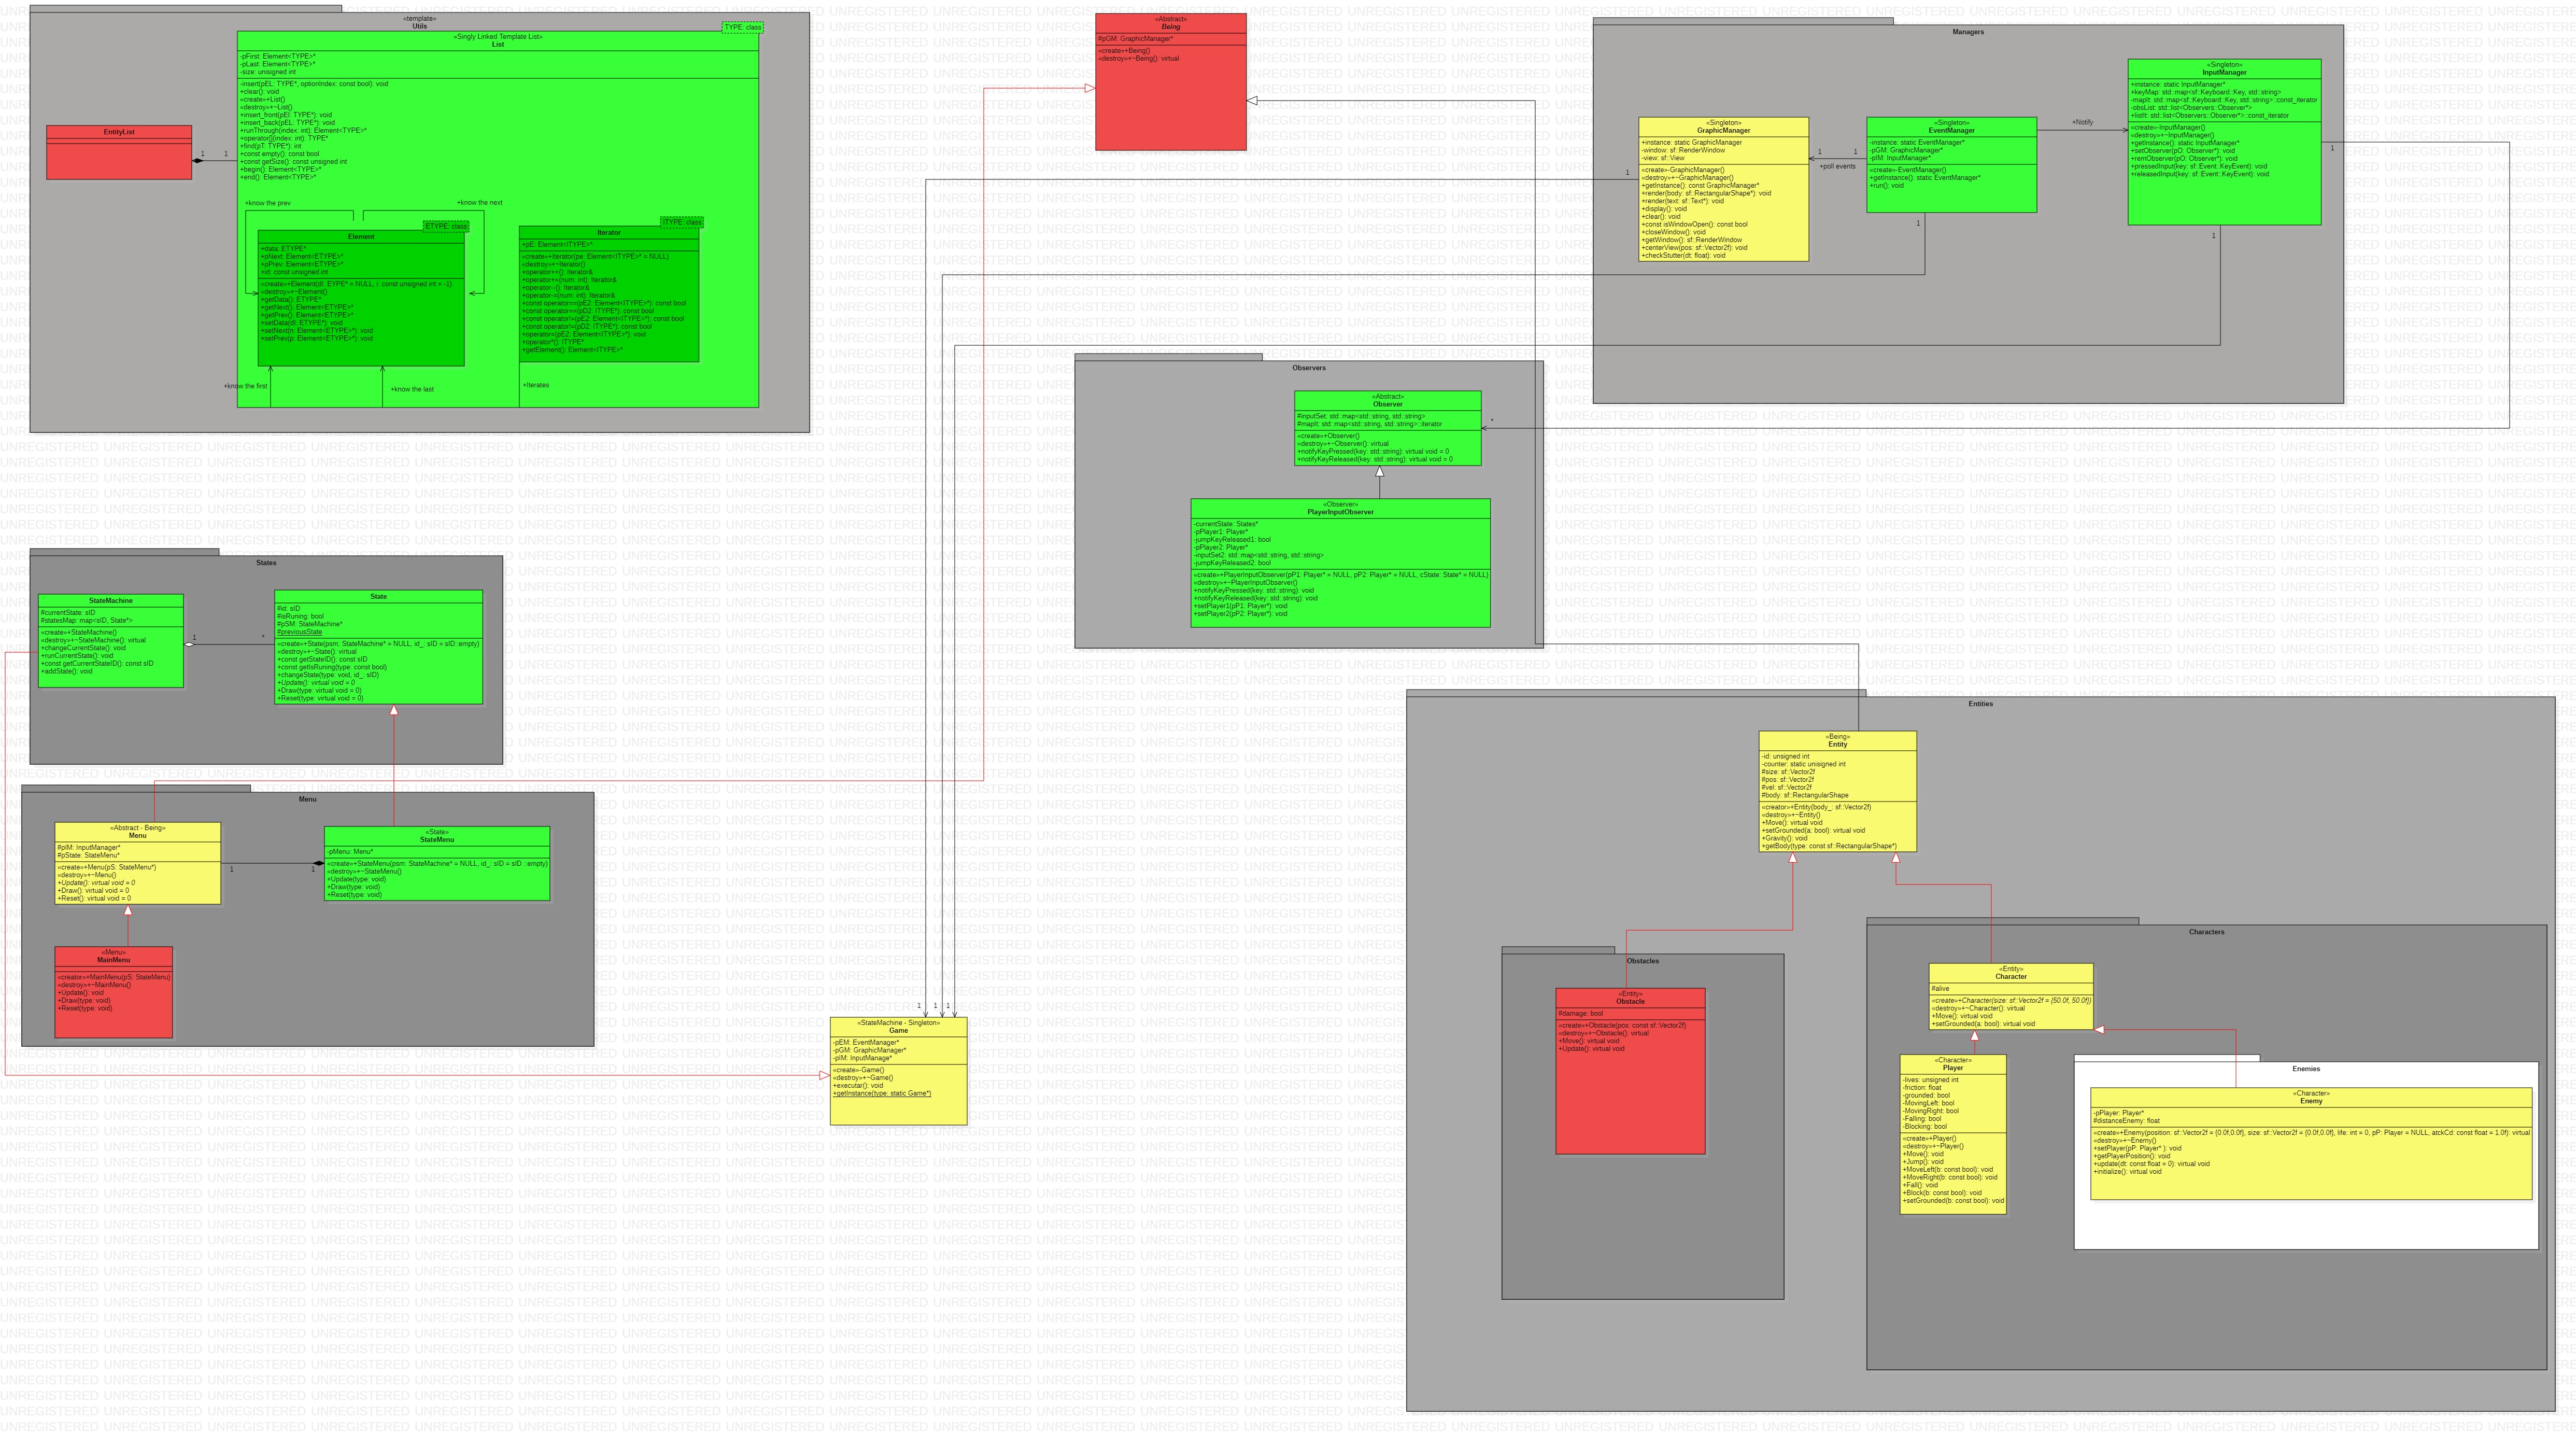 «template»
Utils
TYPE: class
«Singly Linked Template List»
List
-pFirst: Element<TYPE>*
-pLast: Element<TYPE>*
-size: unsigned int
-insert(pEL: TYPE*, optionIndex: const bool): void
+clear(): void
«create»+List()
«destroy»+~List()
+insert_front(pEl: TYPE*): void
+insert_back(pEL: TYPE*): void
+runThrough(index: int): Element<TYPE>*
+operator[](index: int): TYPE*
+find(pT: TYPE*): int
+const empty(): const bool
+const getSize(): const unsigned int
+begin(): Element<TYPE>*
+end(): Element<TYPE>*
EntityList
1
1
+know the prev
+know the next
ETYPE: class
Element
+data: ETYPE*
+pNext: Element<ETYPE>*
+pPrev: Element<ETYPE>*
+id: const unsigned int
«create»+Element(dl: EYPE* = NULL, i: const unsigned int = -1)
«destroy»+~Element()
+getData(): ETYPE*
+getNext(): Element<ETYPE>*
+getPrev(): Element<ETYPE>*
+setData(dl: ETYPE*): void
+setNext(n: Element<ETYPE>*): void
+setPrev(p: Element<ETYPE>*): void
ITYPE: class
Iterator
+pE: Element<ITYPE>*
«create»+Iterator(pe: Element<ITYPE>* = NULL)
«destroy»+~Iterator()
+operator++(): Iterator&
+operator++(num: int): Iterator&
+operator--(): Iterator&
+operator-=(num: int): Iterator&
+const operator==(pE2: Element<ITYPE>*): const bool
+const operator==(pD2: ITYPE*): const bool
+const operator!=(pE2: Element<ITYPE>*): const bool
+const operator!=(pD2: ITYPE*): const bool
+operator=(pE2: Element<ITYPE>*): void
+operator*(): ITYPE*
+getElement(): Element<ITYPE>*
+know the first
+know the last
+Iterates
«Abstract»
Being
#pGM: GraphicManager*
«create»+Being()
«destroy»+~Being(): virtual
Managers
«Singleton»
GraphicManager
+instance: static GraphicManager
-window: sf::RenderWindow
-view: sf::View
«create»-GraphicManager()
«destroy»+~GraphicManager()
+getInstance(): const GraphicManager*
+render(body: sf::RectangularShape*): void
+render(text: sf::Text*): void
+display(): void
+clear(): void
+const isWindowOpen(): const bool
+closeWindow(): void
+getWindow(): sf::RenderWindow
+centerView(pos: sf::Vector2f): void
+checkStutter(dt: float): void
1
1
1
+poll events
«Singleton»
EventManager
-instance: static EventManager*
-pGM: GraphicManager*
-pIM: InputManager*
«create»-EventManager()
+getInstance(): static EventManager*
+run(): void
1
+Notify
«Singleton»
InputManager
+instance: static InputManager*
+keyMap: std::map<sf::Keyboard::Key, std::string>
-mapIt: std::map<sf::Keyboard::Key, std::string>::const_iterator
-obsList: std::list<Observers::Observer*>
+listIt: std::list<Observers::Observer*>::const_iterator
«create»-InputManager()
«destroy»+~InputManager()
+getInstance(): static InputManager*
+setObserver(pO: Observer*): void
+remObserver(pO: Observer*): void
+pressedInput(key: sf::Event::KeyEvent): void
+releasedInput(key: sf::Event::KeyEvent): void
1
1
Observers
«Abstract»
Observer
#inputSet: std::map<std::string, std::string>
#mapIt: std::map<std::string, std::string>::iterator
«create»+Observer()
«destroy»+~Observer(): virtual
+notifyKeyPressed(key: std::string): virtual void = 0
+notifyKeyReleased(key: std::string): virtual void = 0
*
«Observer»
PlayerInputObserver
-currentState: States*
-pPlayer1: Player*
-jumpKeyReleased1: bool
-pPlayer2: Player*
-inputSet2: std::map<std::string, std::string>
-jumpKeyReleased2: bool
«create»+PlayerInputObserver(pP1: Player* = NULL, pP2: Player* = NULL, cState: State* = NULL)
«destroy»+~PlayerInputObserver()
+notifyKeyPressed(key: std::string): void
+notifyKeyReleased(key: std::string): void
+setPlayer1(pP1: Player*): void
+setPlayer2(pP2: Player*): void
States
StateMachine
#currentState: sID
#statesMap: map<sID, State*>
«create»+StateMachine()
«destroy»+~StateMachine(): virtual
+changeCurrentState(): void
+runCurrentState(): void
+const getCurrentStateID(): const sID
+addState(): void
1
*
State
#id: sID
#isRuning: bool
#pSM: StateMachine*
#previousState
«create»+State(psm: StateMachine* = NULL, id_: sID = sID::empty)
«destroy»+~State(): virtual
+const getStateID(): const sID
+const getIsRuning(type: const bool)
+changeState(type: void, id_: sID)
+Update(): virtual void = 0
+Draw(type: virtual void = 0)
+Reset(type: virtual void = 0)
Menu
«Abstract - Being»
Menu
#pIM: InputManager*
#pState: StateMenu*
«create»+Menu(pS: StateMenu*)
«destroy»+~Menu()
+Update(): virtual void = 0
+Draw(): virtual void = 0
+Reset(): virtual void = 0
1
1
«State»
StateMenu
-pMenu: Menu*
«create»+StateMenu(psm: StateMachine* = NULL, id_: sID = sID ::empty)
«destroy»+~StateMenu()
+Update(type: void)
+Draw(type: void)
+Reset(type: void)
«Menu»
MainMenu
«creator»+MainMenu(pS: StateMenu)
«destroy»+~MainMenu()
+Update(): void
+Draw(type: void)
+Reset(type: void)
1
1
1
«StateMachine - Singleton»
Game
-pEM: EventManager*
-pGM: GraphicManager*
-pIM: InputManage*
«create»-Game()
«destroy»+~Game()
+executar(): void
+getInstance(type: static Game*)
Entities
«Being»
Entity
-id: unsigned int
-counter: static unisigned int
#size: sf::Vector2f
#pos: sf::Vector2f
#vel: sf::Vector2f
#body: sf::RectangularShape
«creator»+Entity(body_: sf::Vector2f)
«destroy»+~Entity()
+Move(): virtual void
+setGrounded(a: bool): virtual void
+Gravity(): void
+getBody(type: const sf::RectangularShape*)
Obstacles
«Entity»
Obstacle
#damage: bool
«create»+Obstacle(pos: const sf::Vector2f)
«destroy»+~Obstacle(): virtual
+Move(): virtual void
+Update(): virtual void
Characters
«Entity»
Character
#alive
«create»+Character(size: sf::Vector2f = {50.0f, 50.0f})
«destroy»+~Character(): virtual
+Move(): virtual void
+setGrounded(a: bool): virtual void
«Character»
Player
-lives: unsigned int
-friction: float
-grounded: bool
-MovingLeft: bool
-MovingRight: bool
-Falling: bool
-Blocking: bool
«create»+Player()
«destroy»+~Player()
+Move(): void
+Jump(): void
+MoveLeft(b: const bool): void
+MoveRight(b: const bool): void
+Fall(): void
+Block(b: const bool): void
+setGrounded(b: const bool): void
Enemies
«Character»
Enemy
-pPlayer: Player*
#distanceEnemy: float
«create»+Enemy(position: sf::Vector2f = {0.0f,0.0f}, size: sf::Vector2f = {0.0f,0.0f}, life: int = 0, pP: Player = NULL, atckCd: const float = 1.0f): virtual
«destroy»+~Enemy()
+setPlayer(pP: Player* ): void
+getPlayerPosition(): void
+update(dt: const float = 0): virtual void
+initialize(): virtual void
UNREGISTERED